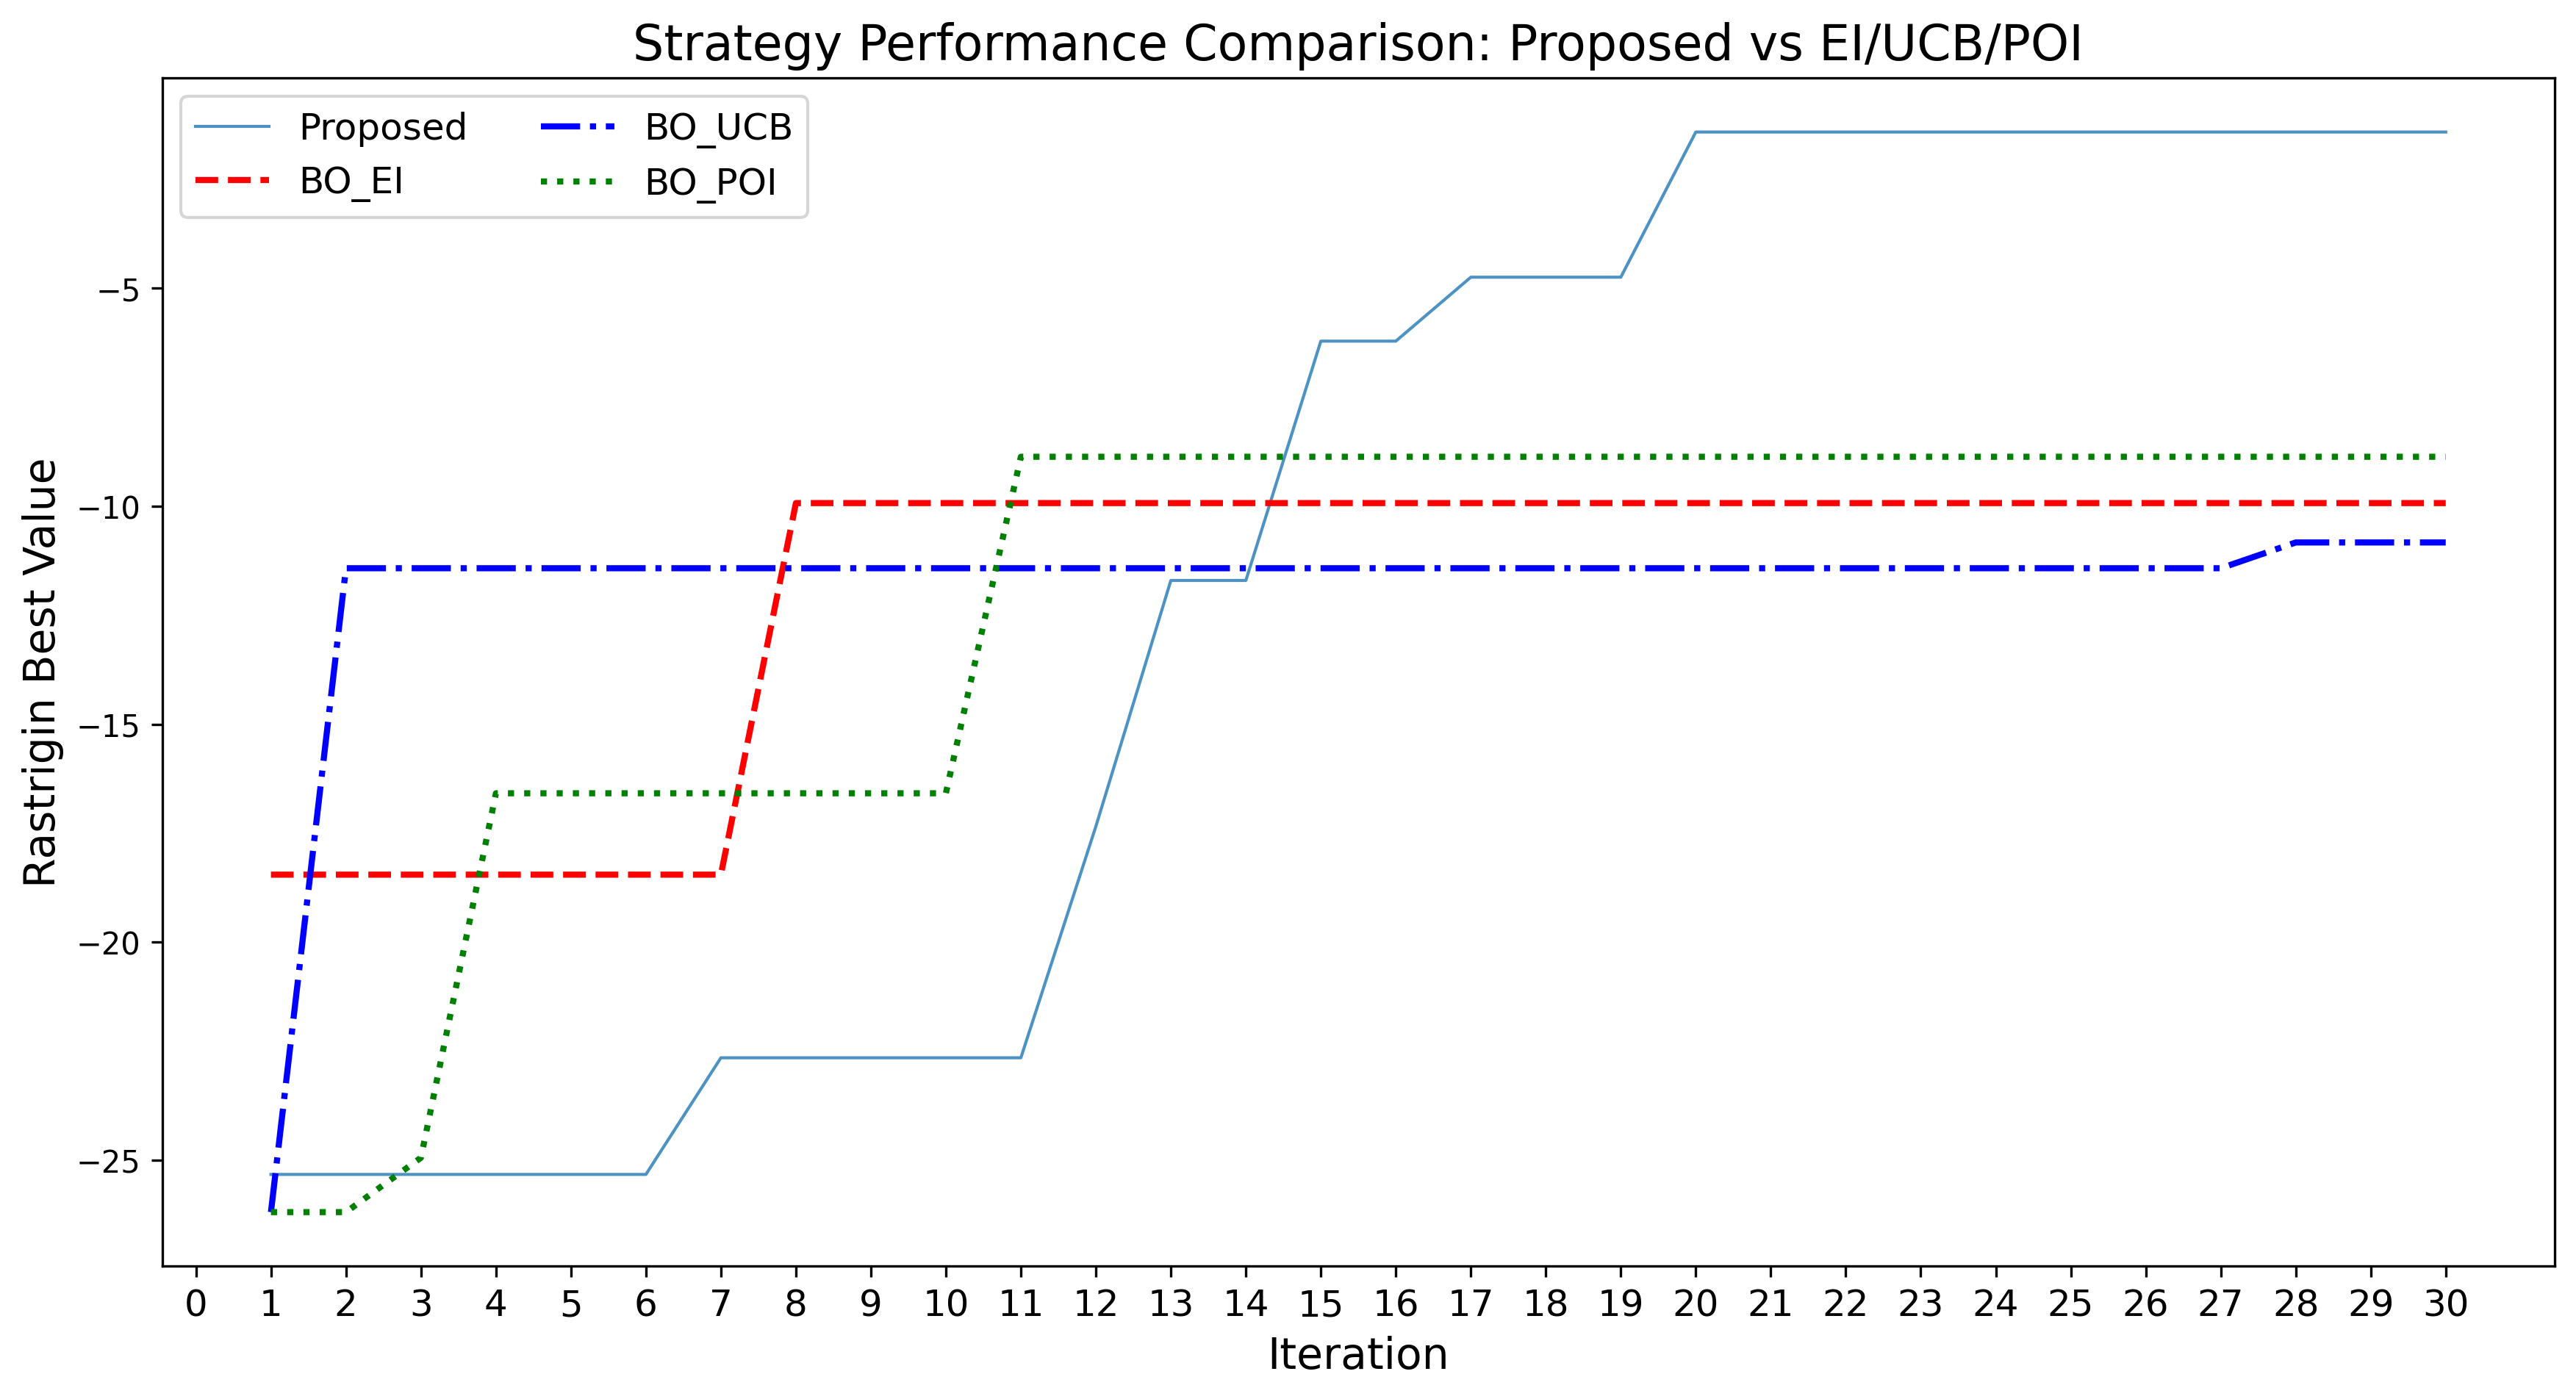 Strategy Performance Comparison: Proposed vs EI/UCB/POI
Proposed
BO_EI
BO_UCB
BO_POI
Rastrigin Best Value
−5
−10
−15
−20
−25
0 1 2 3 4 5 6 7 8 9 10 11 12 13 14 15 16 17 18 19 20 21 22 23 24 25 26 27 28 29 30
Iteration